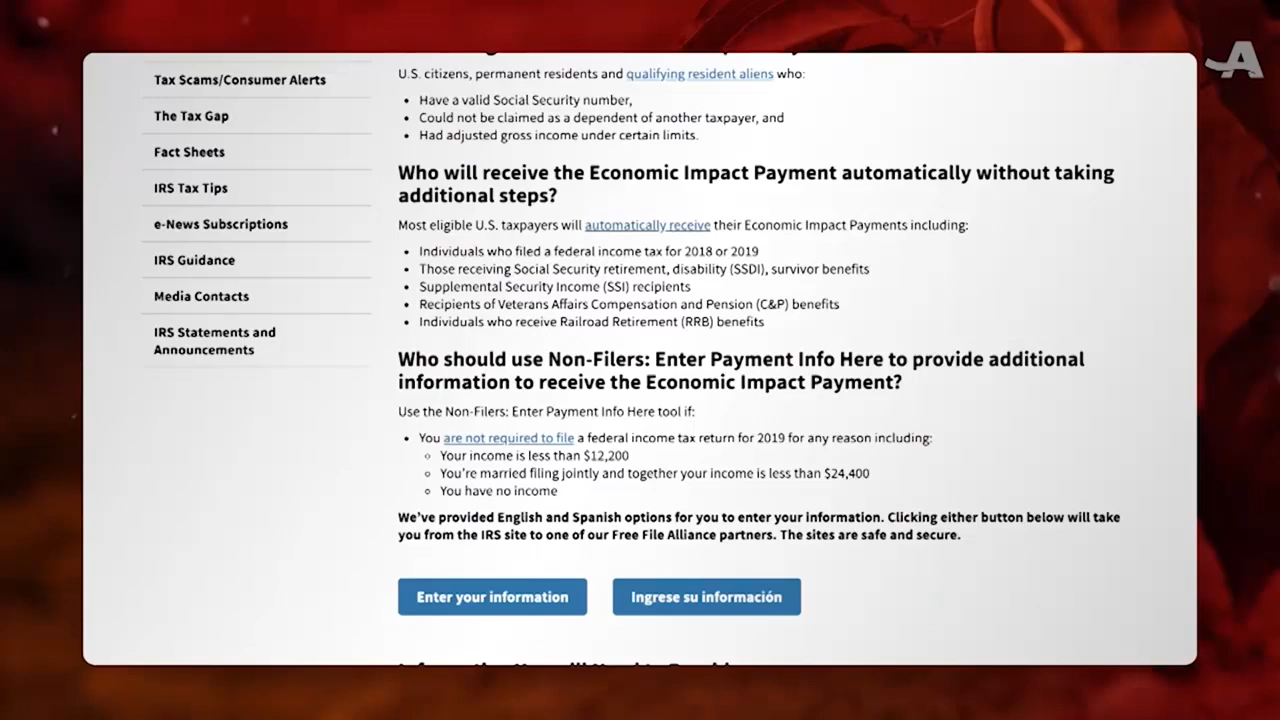 Tax Scams/Consumer Alerts
The Tax Gap
Fact Sheets
IRS Tax Tips
e-News Subscriptions
IRS Guidance
Media Contacts
IRS Statements and
Announcements
U.S. citizens, permanent residents and qualifying resident aliens who:
• Have a valid Social Security number,
• Could not be claimed as a dependent of another taxpayer, and
• Had adjusted gross income under certain limits.
Who will receive the Economic Impact Payment automatically without taking
additional steps?
Most eligible U.S. taxpayers will automatically receive their Economic Impact Payments including:
• Individuals who filed a federal income tax for 2018 or 2019
• Those receiving Social Security retirement, disability (SSDI), survivor benefits
• Supplemental Security Income (SSI) recipients
• Recipients of Veterans Affairs Compensation and Pension (C&P) benefits
• Individuals who receive Railroad Retirement (RRB) benefits
Who should use Non-Filers: Enter Payment Info Here to provide additional
information to receive the Economic Impact Payment?
Use the Non-Filers: Enter Payment Info Here tool if:
• You are not required to file a federal income tax return for 2019 for any reason including:
◦ Your income is less than $12,200
◦ You’re married filing jointly and together your income is less than $24,400
◦ You have no income
We’ve provided English and Spanish options for you to enter your information. Clicking either button below will take
you from the IRS site to one of our Free File Alliance partners. The sites are safe and secure.
Enter your information
Ingrese su información